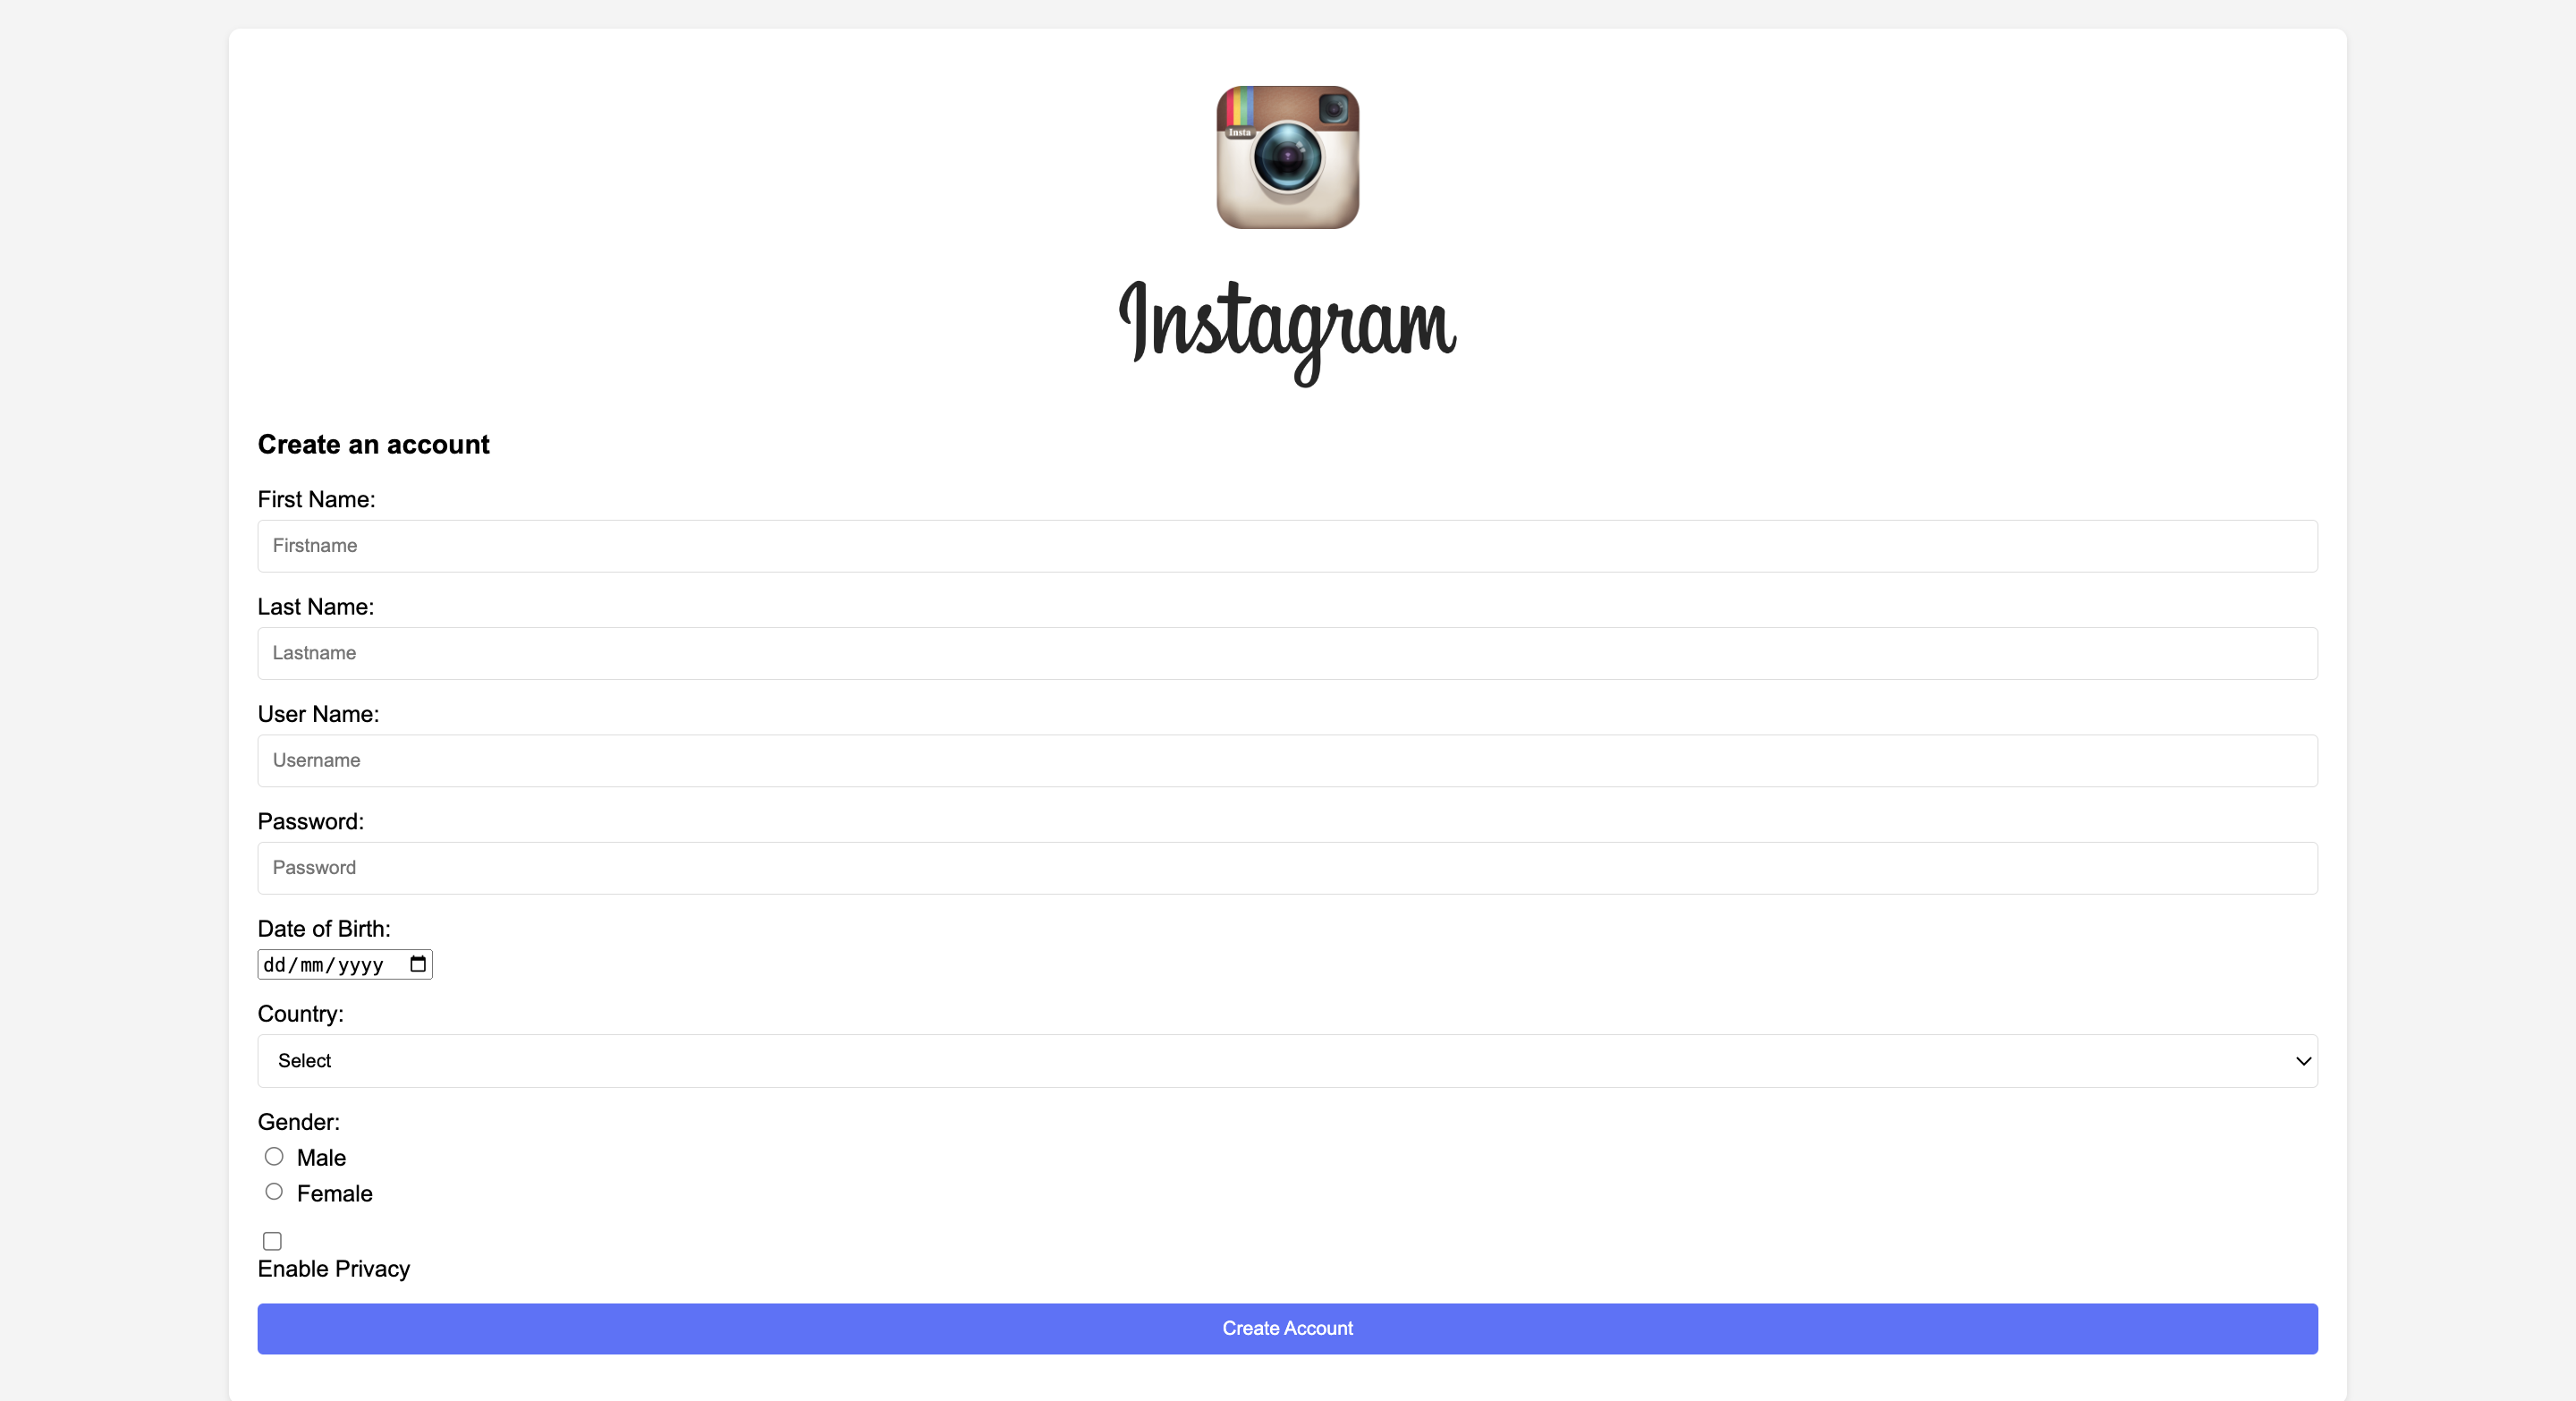 Insta
Instagram
Create an account
First Name:
Firstname
Last Name:
Lastname
User Name:
Username
Password:
Password
Date of Birth:
dd/mm/yyyy
Country:
Select
Gender:
Male
Female
Enable Privacy
Create Account